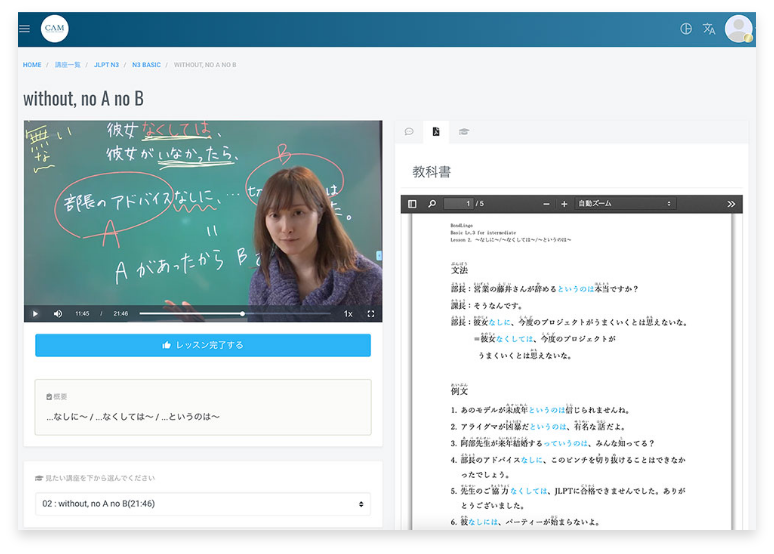 CAM
HOME / 講座一覧 / JLPT N3 / N3 BASIC / WITHOUT, NO A NO B
without, no A no B
無い
な
彼女なくしては、
彼女がいなかったら、
B
部長のアドバイスなしに、…
は
た。
A
=
Aがあったから B
11:45 / 21:46
1x
レッスン完了する
概要
...なしに〜 / ...なくしては〜 / ...というのは〜
見たい講座を下から選んでください
02 : without, no A no B(21:46)
教科書
1 / 5
自動ズーム
Basic Lv.3 for intermediate
Lesson 2. 〜なしに〜/〜なくしては〜/〜というのは〜
文法
部長：営業の藤井さんが辞めるというのは本当ですか？
課長：そうなんです。
部長：彼女なしに、今度のプロジェクトがうまくいくとは思えないな。
＝彼女なくしては、今度のプロジェクトが
うまくいくとは思えないな。
例文
1. あのモデルが未成年というのは信じられませんね。
2. アライグマが凶暴だというのは、有名な話だよ。
3. 阿部先生が来年結婚するっていうのは、みんな知ってる？
4. 部長のアドバイスなしに、このピンチを切り抜けることはできなか
ったでしょう。
5. 先生のご協力なくしては、JLPTに合格できませんでした。ありが
とうございました。
6. 彼なしには、パーティーが始まらないよ。